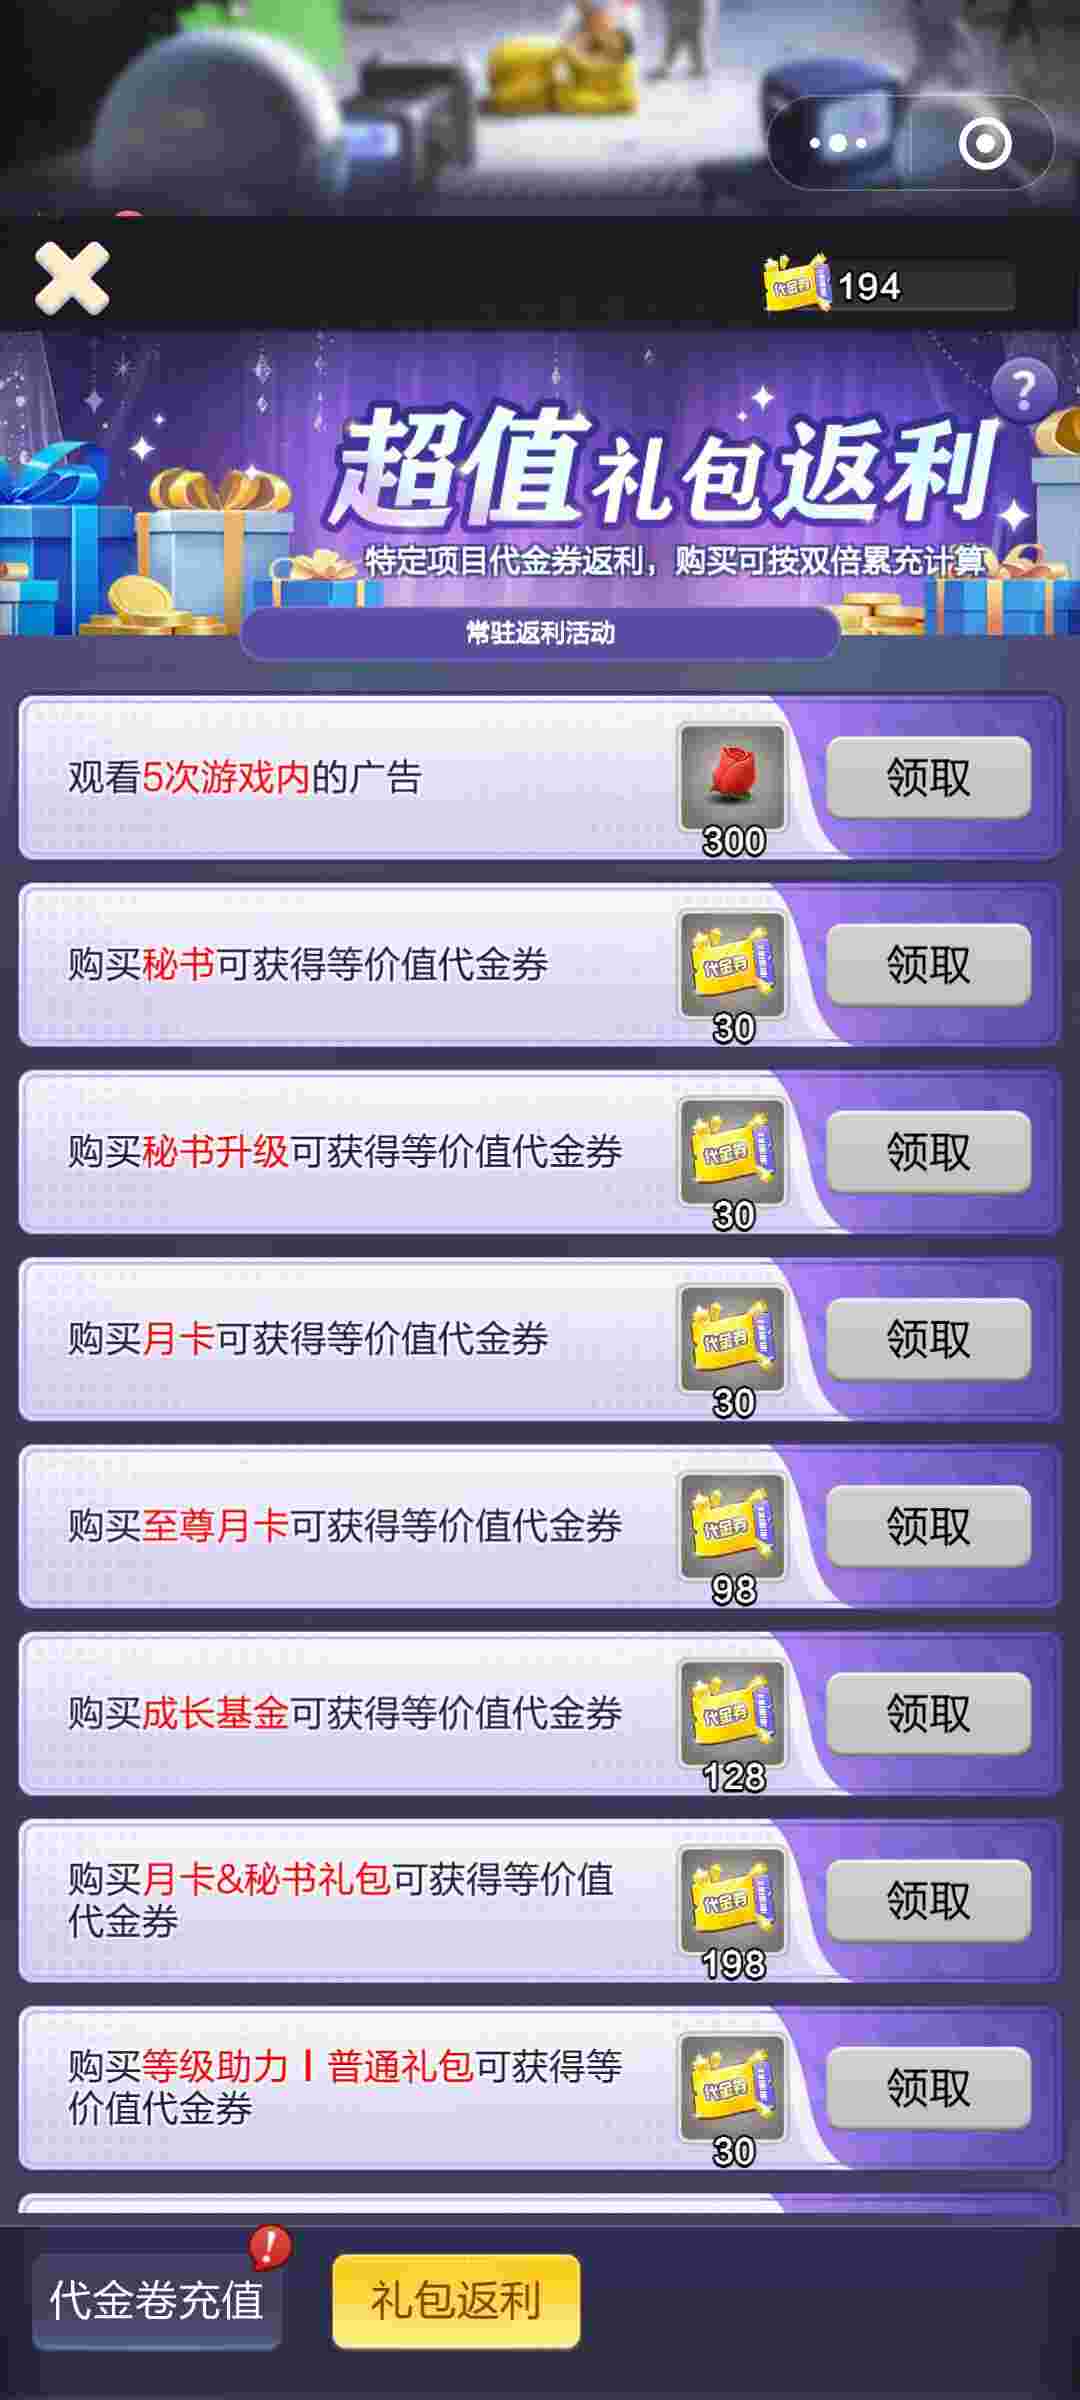 194
?
超值礼包返利
特定项目代金券返利，购买可按双倍累充计算
常驻返利活动
观看5次游戏内的广告
300
领取
购买秘书可获得等价值代金券
代金券
30
领取
购买秘书升级可获得等价值代金券
代金券
30
领取
购买月卡可获得等价值代金券
代金券
30
领取
购买至尊月卡可获得等价值代金券
代金券
98
领取
购买成长基金可获得等价值代金券
代金券
128
领取
购买月卡&秘书礼包可获得等价值
代金券
代金券
198
领取
购买等级助力丨普通礼包可获得等
价值代金券
代金券
30
领取
代金卷充值
!
礼包返利